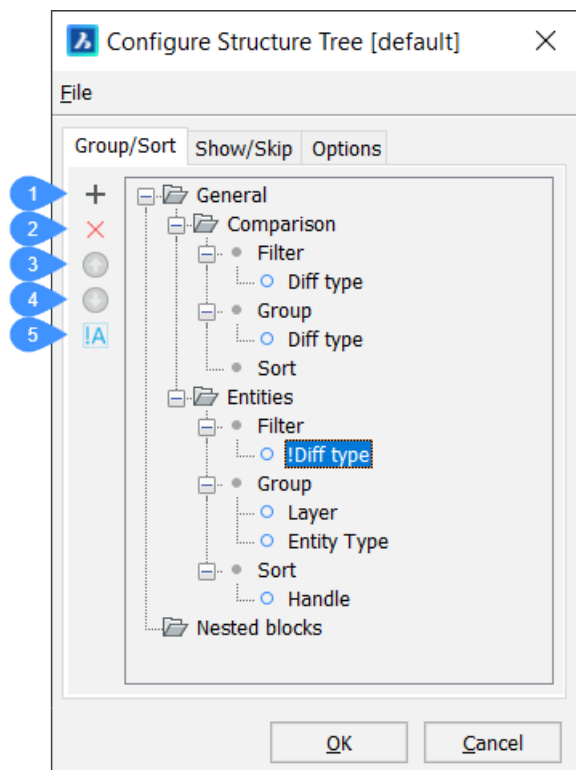 Configure Structure Tree [default]
File
Group/Sort Show/Skip Options
1
General
2
Comparison
3
Filter
Diff type
4
Group
5 !A
Diff type
Sort
Entities
Filter
!Diff type
Group
Layer
Entity Type
Sort
Handle
Nested blocks
OK Cancel